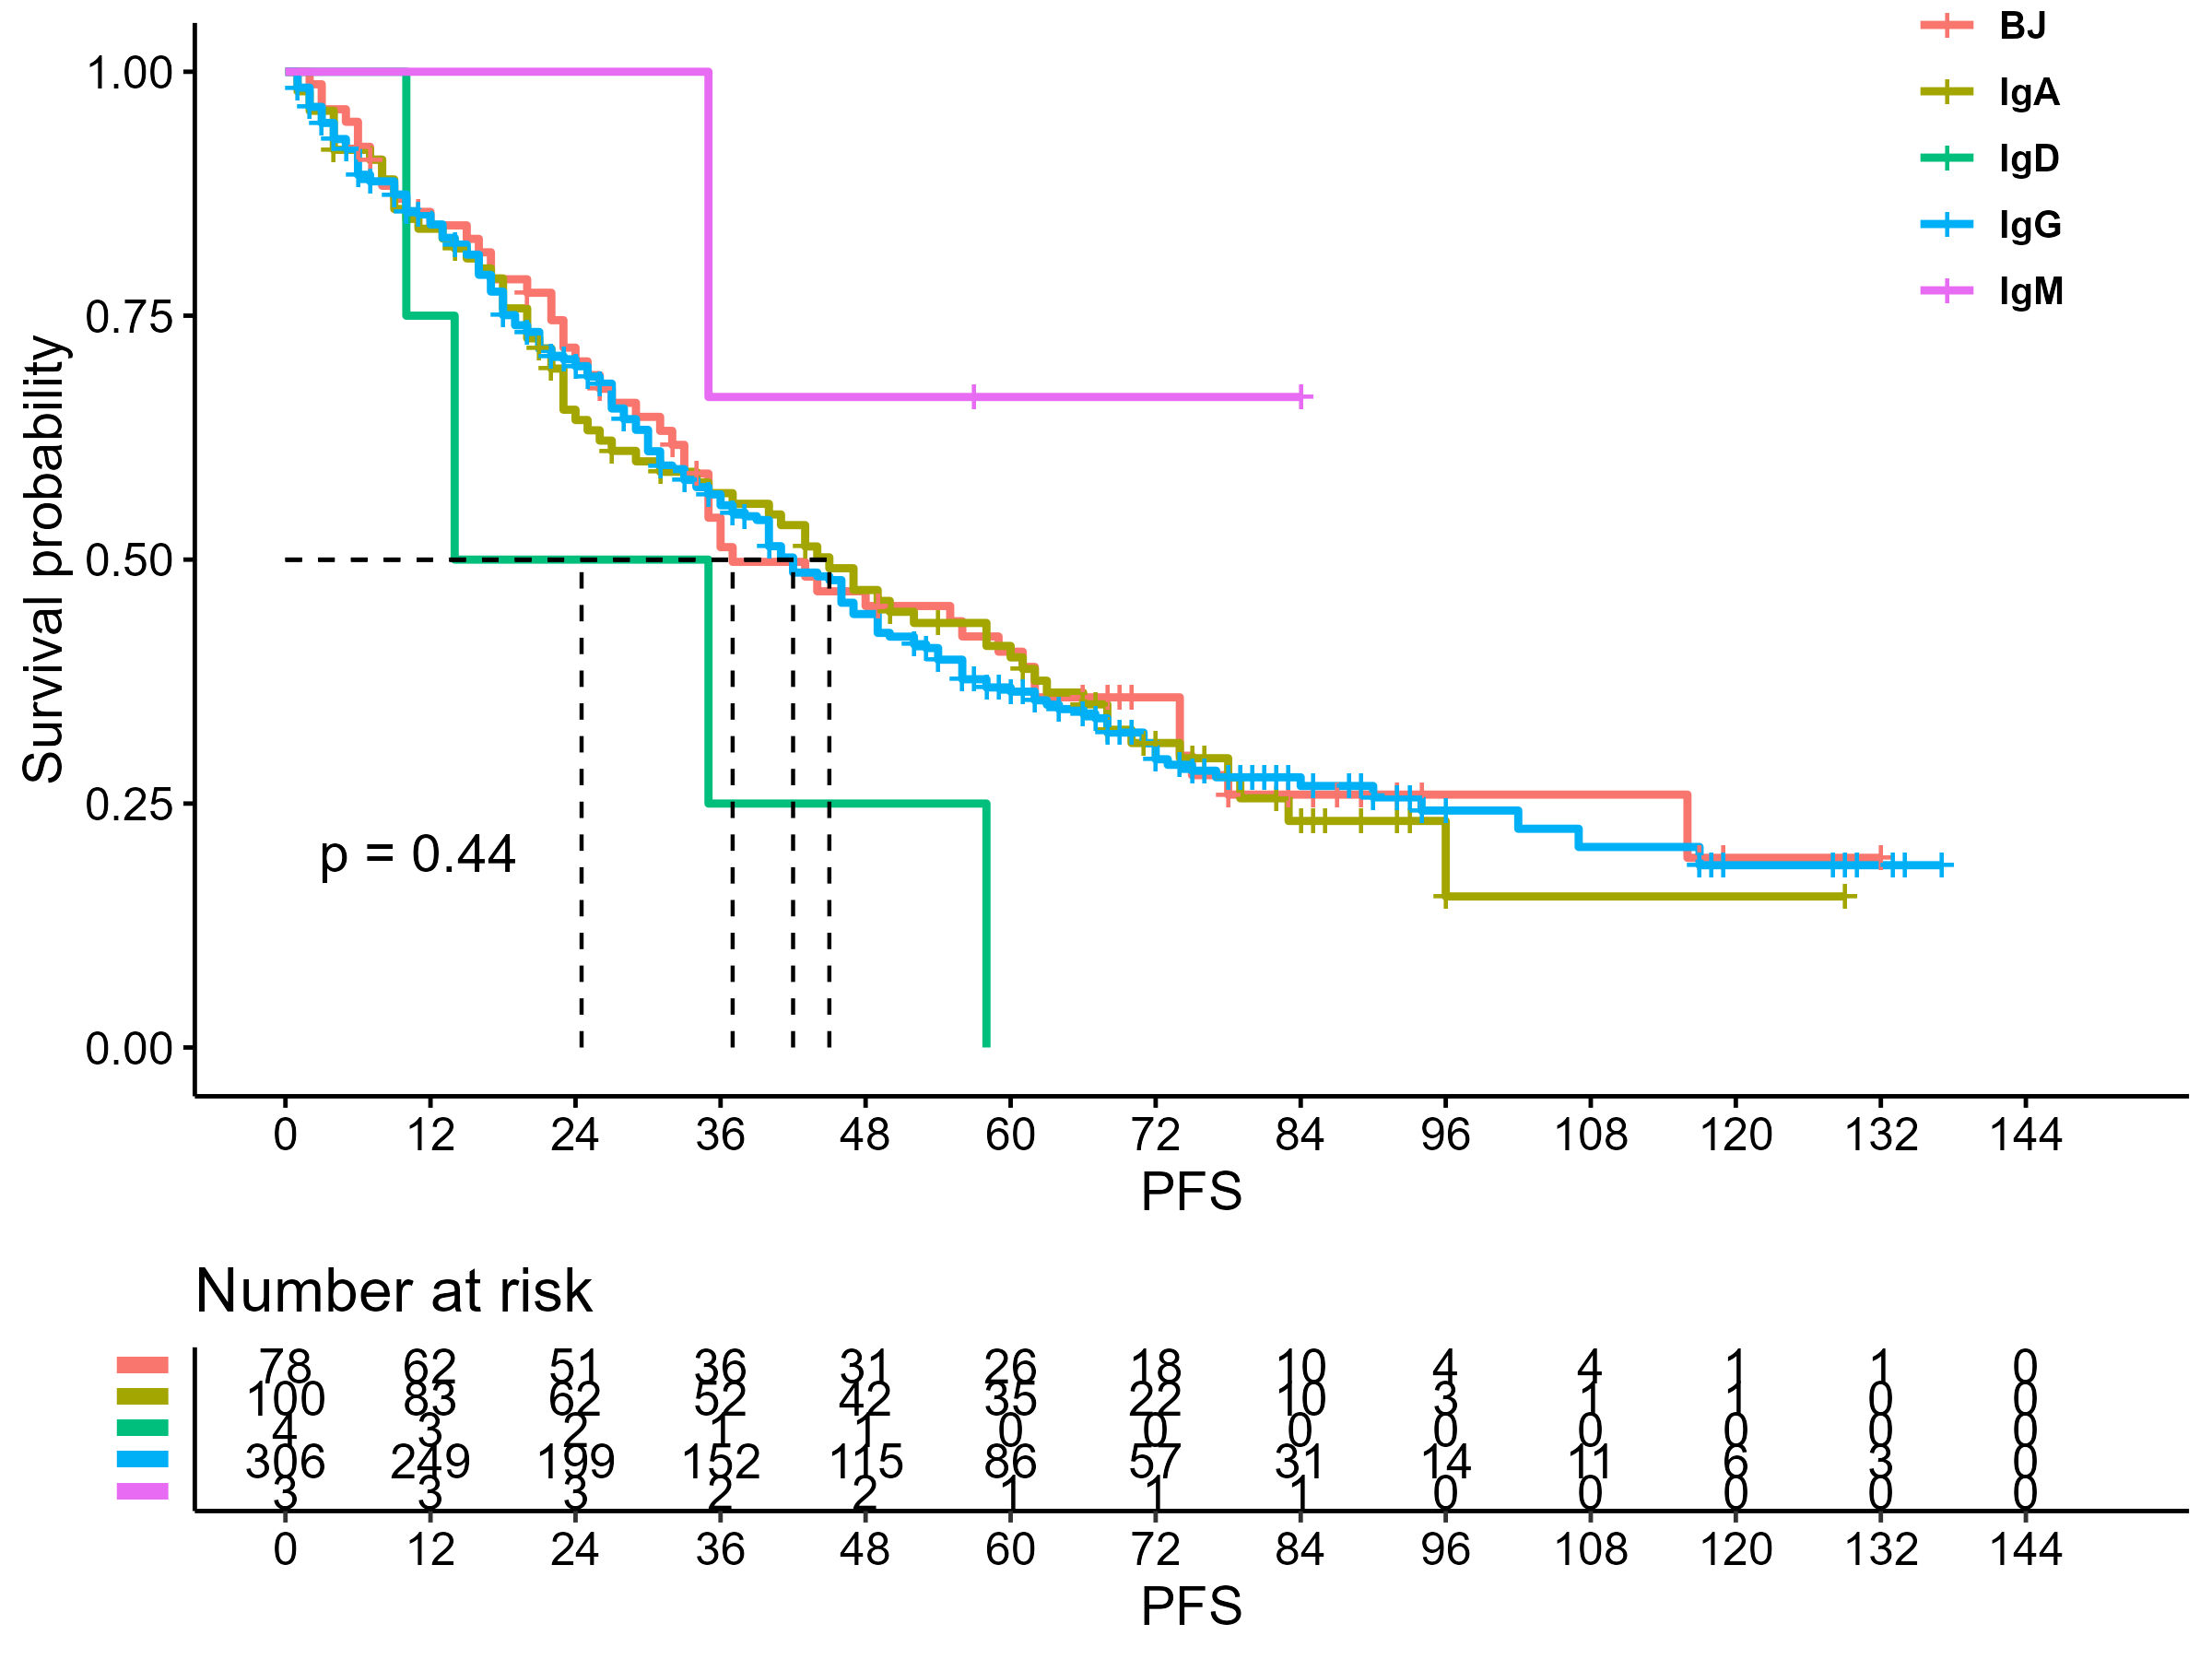 BJ
IgA
IgD
IgG
IgM
Survival probability
1.00
0.75
0.50
0.25
0.00
p = 0.44
0 12 24 36 48 60 72 84 96 108 120 132 144
PFS
Number at risk
78 62 51 36 31 26 18 10 4 4 1 1 0
100 83 62 52 42 35 22 10 3 1 1 0 0
4 3 2 1 1 0 0 0 0 0 0 0 0
306 249 199 152 115 86 57 31 14 11 6 3 0
3 3 3 2 2 1 1 1 0 0 0 0 0
0 12 24 36 48 60 72 84 96 108 120 132 144
PFS